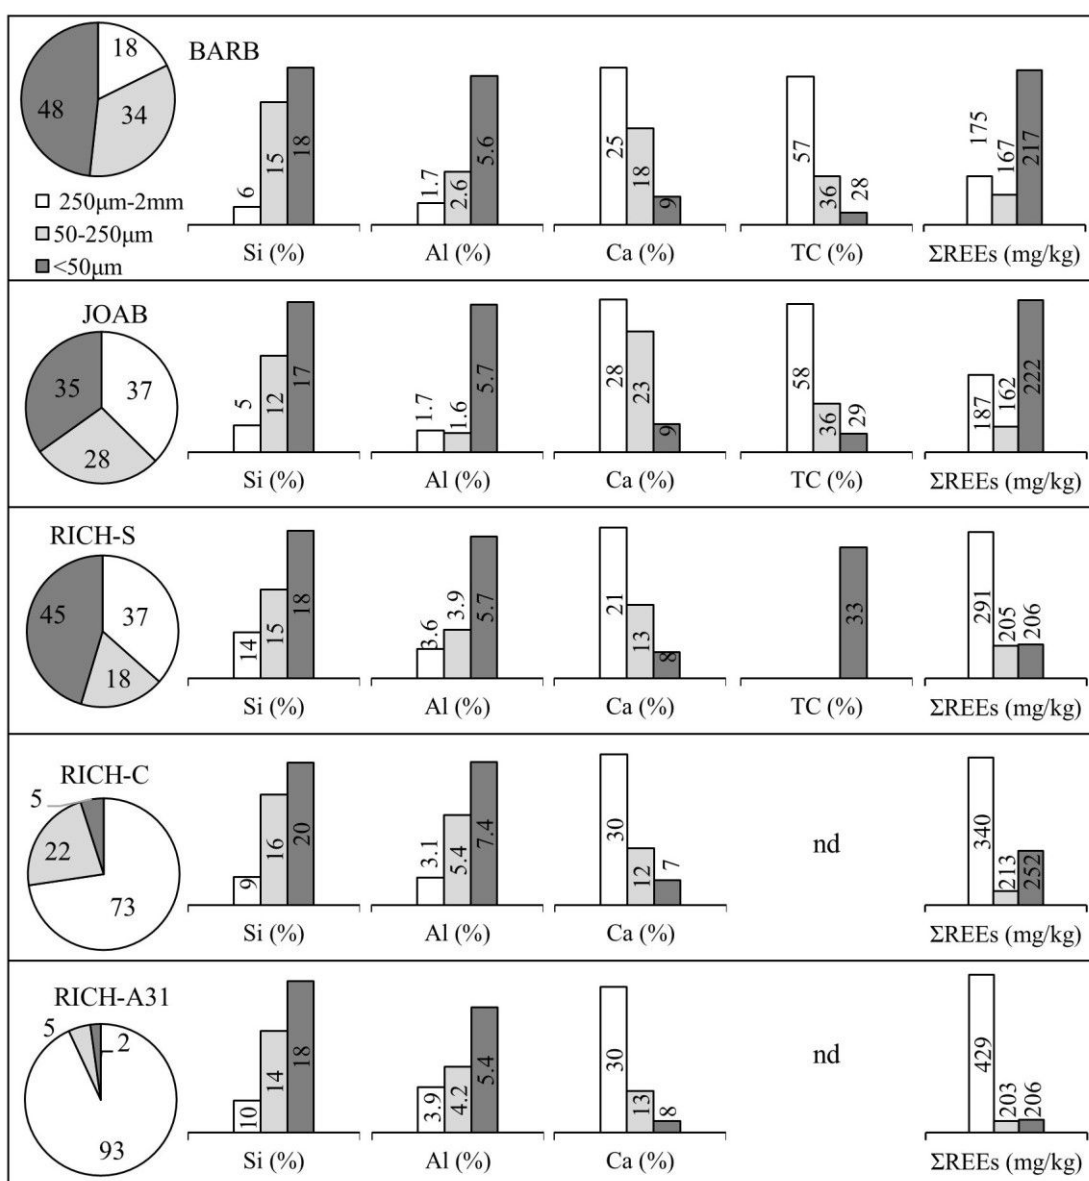 BARB
18
34
48
250μm-2mm
50-250μm
<50μm
6
15
18
Si (%)
1.7
2.6
5.6
Al (%)
25
18
9
Ca (%)
57
36
28
TC (%)
175
167
217
ΣREEs (mg/kg)
JOAB
35
37
28
5
12
17
Si (%)
1.7
1.6
5.7
Al (%)
28
23
9
Ca (%)
58
36
29
TC (%)
187
162
222
ΣREEs (mg/kg)
RICH-S
45
37
18
14
15
18
Si (%)
3.6
3.9
5.7
Al (%)
21
13
8
Ca (%)
33
TC (%)
291
205
206
ΣREEs (mg/kg)
RICH-C
5
22
73
9
16
20
Si (%)
3.1
5.4
7.4
Al (%)
30
12
7
Ca (%)
nd
340
213
252
ΣREEs (mg/kg)
RICH-A31
5
2
93
10
14
18
Si (%)
3.9
4.2
5.4
Al (%)
30
13
8
Ca (%)
nd
429
203
206
ΣREEs (mg/kg)